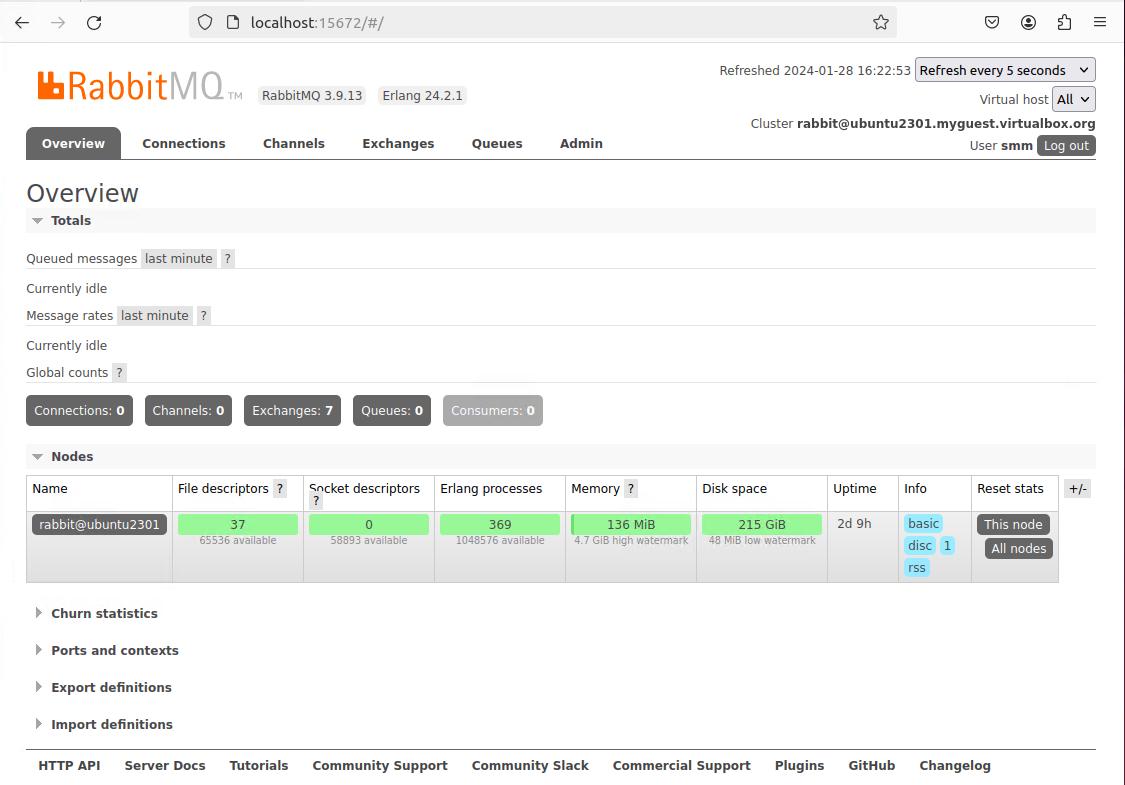 localhost:15672/#/
RabbitMQ TM RabbitMQ 3.9.13 Erlang 24.2.1
Refreshed 2024-01-28 16:22:53 Refresh every 5 seconds
Virtual host All
Cluster rabbit@ubuntu2301.myguest.virtualbox.org
User smm Log out
Overview Connections Channels Exchanges Queues Admin
Overview
Totals
Queued messages last minute ?
Currently idle
Message rates last minute ?
Currently idle
Global counts ?
Connections: 0 Channels: 0 Exchanges: 7 Queues: 0 Consumers: 0
Nodes
Name File descriptors ? Socket descriptors ? Erlang processes Memory ? Disk space Uptime Info Reset stats +/-
rabbit@ubuntu2301 37 0 369 136 MiB 215 GiB 2d 9h basic This node
65536 available 58893 available 1048576 available 4.7 GiB high watermark 48 MiB low watermark disc 1 All nodes
rss
Churn statistics
Ports and contexts
Export definitions
Import definitions
HTTP API Server Docs Tutorials Community Support Community Slack Commercial Support Plugins GitHub Changelog